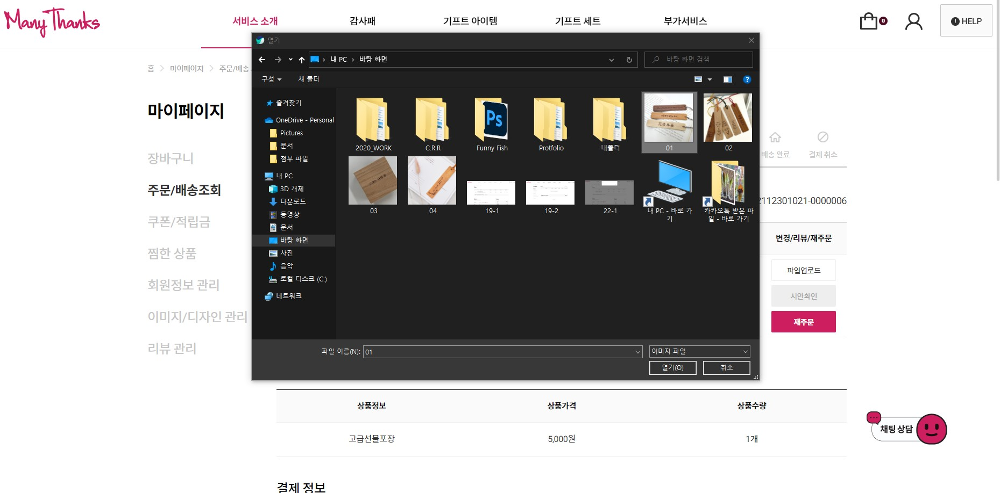 Many Thanks
서비스 소개
감사패
기프트 아이템
기프트 세트
부가서비스
0
HELP
홈 > 마이페이지 > 주문/배송
마이페이지
장바구니
주문/배송조회
쿠폰/적립금
찜한 상품
회원정보 관리
이미지/디자인 관리
리뷰 관리
열기
내 PC > 바탕 화면
바탕 화면 검색
구성
새 폴더
즐겨찾기
OneDrive - Personal
Pictures
문서
첨부 파일
내 PC
3D 개체
다운로드
동영상
문서
바탕 화면
사진
음악
로컬 디스크 (C:)
네트워크
Ps
2020_WORK
C.R.R
Funny Fish
Protfolio
내폴더
01
02
03
04
19-1
19-2
22-1
내 PC - 바로 가
기
카카오톡 받은 파
일 - 바로 가기
파일 이름(N):
01
이미지 파일
열기(O)
취소
배송 완료
결제 취소
2112301021-0000006
변경/리뷰/재주문
파일업로드
시안확인
재주문
상품정보
상품가격
상품수량
고급선물포장
5,000원
1개
채팅 상담
결제 정보